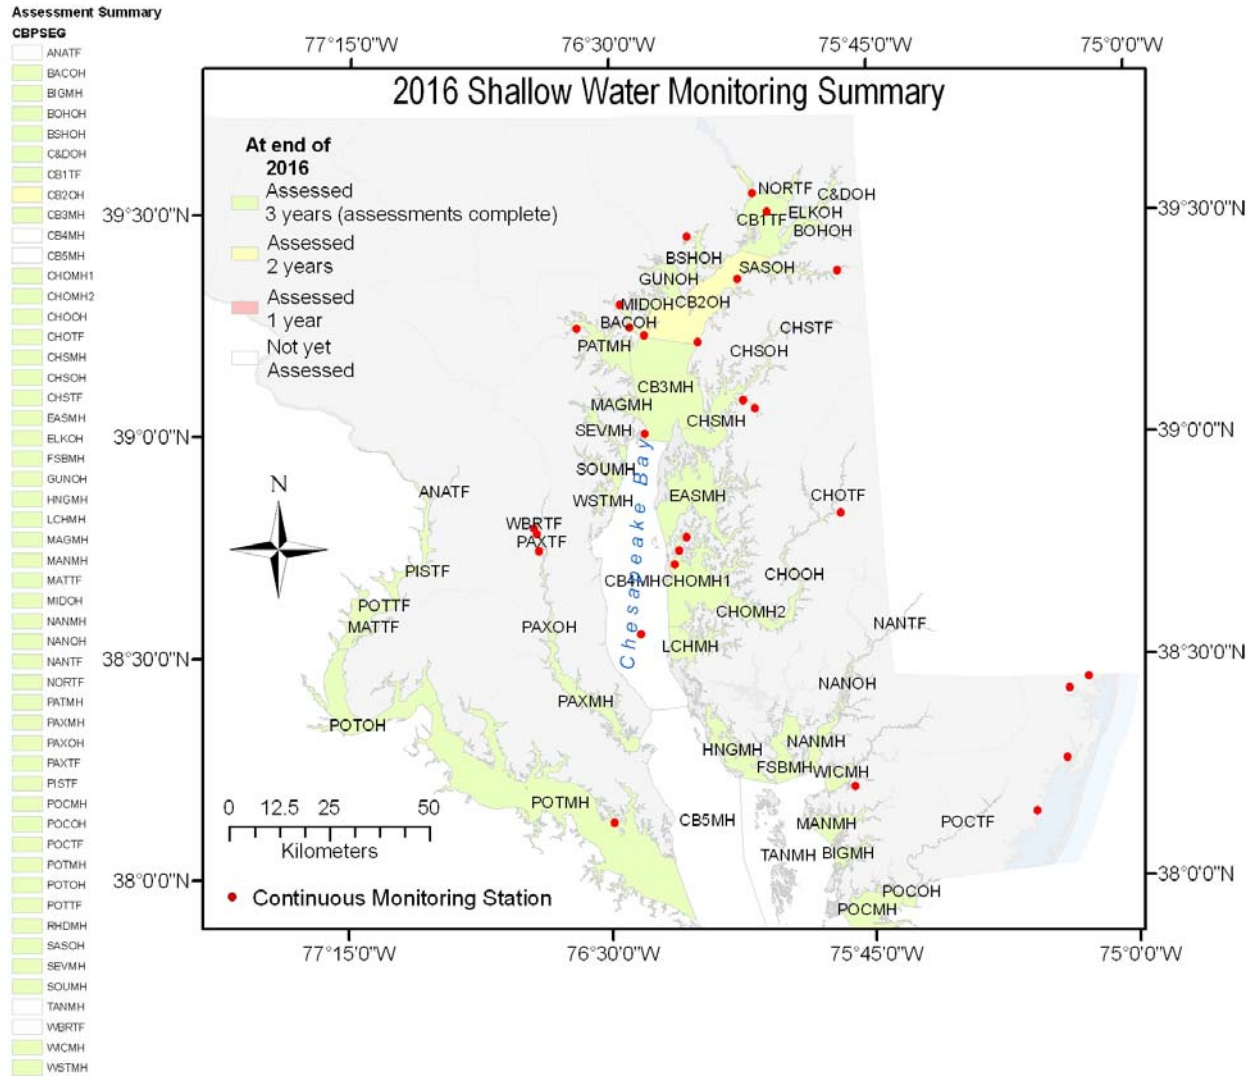 Assessment Summary
CBPSEG
ANATF
BACOH
BIGMH
BOHOH
BSHOH
C&DOH
CB1TF
CB2OH
CB3MH
CB4MH
CB5MH
CHOMH1
CHOMH2
CHOOH
CHOTF
CHSMH
CHSOH
CHSTF
EASMH
ELKOH
FSBMH
GUNOH
HNGMH
LCHMH
MAGMH
MANMH
MATTF
MIDOH
NANMH
NANOH
NANTF
NORTF
PATMH
PAXMH
PAXOH
PAXTF
PISTF
POCMH
POCOH
POCTF
POTMH
POTOH
POTTF
RHDMH
SASOH
SEVMH
SOUMH
TANMH
WBRTF
WICMH
WSTMH
77°15'0"W
76°30'0"W
75°45'0"W
75°0'0"W
2016 Shallow Water Monitoring Summary
At end of
2016
Assessed
3 years (assessments complete)
Assessed
2 years
Assessed
1 year
Not yet
Assessed
39°30'0"N
39°0'0"N
38°30'0"N
38°0'0"N
39°30'0"N
39°0'0"N
38°30'0"N
38°0'0"N
NORTF
C&DOH
CB1TF
ELKOH
BOHOH
BSHOH
SASOH
GUNOH
MIDOH
CB2OH
BACOH
PATMH
CHSTF
CHSOH
CB3MH
MAGMH
CHSMH
SEVMH
SOUMH
WSTMH
Chesapeake Bay
EASMH
CHOTF
ANATF
WBRTF
PAXTF
PISTF
CB4MH
CHOMH1
CHOOH
POTTF
CHOMH2
MATTF
PAXOH
NANTF
LCHMH
NANOH
PAXMH
POTOH
HNGMH
NANMH
FSBMH
WICMH
POTMH
CB5MH
MANMH
POCTF
TANMH
BIGMH
POCOH
POCMH
N
0 12.5 25 50
Kilometers
Continuous Monitoring Station
77°15'0"W
76°30'0"W
75°45'0"W
75°0'0"W